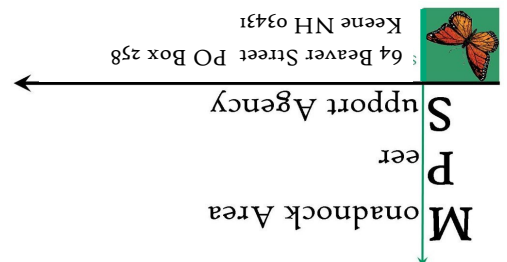 Monadnock Area
Peer
Support Agency
64 Beaver Street PO Box 258
Keene NH 03431